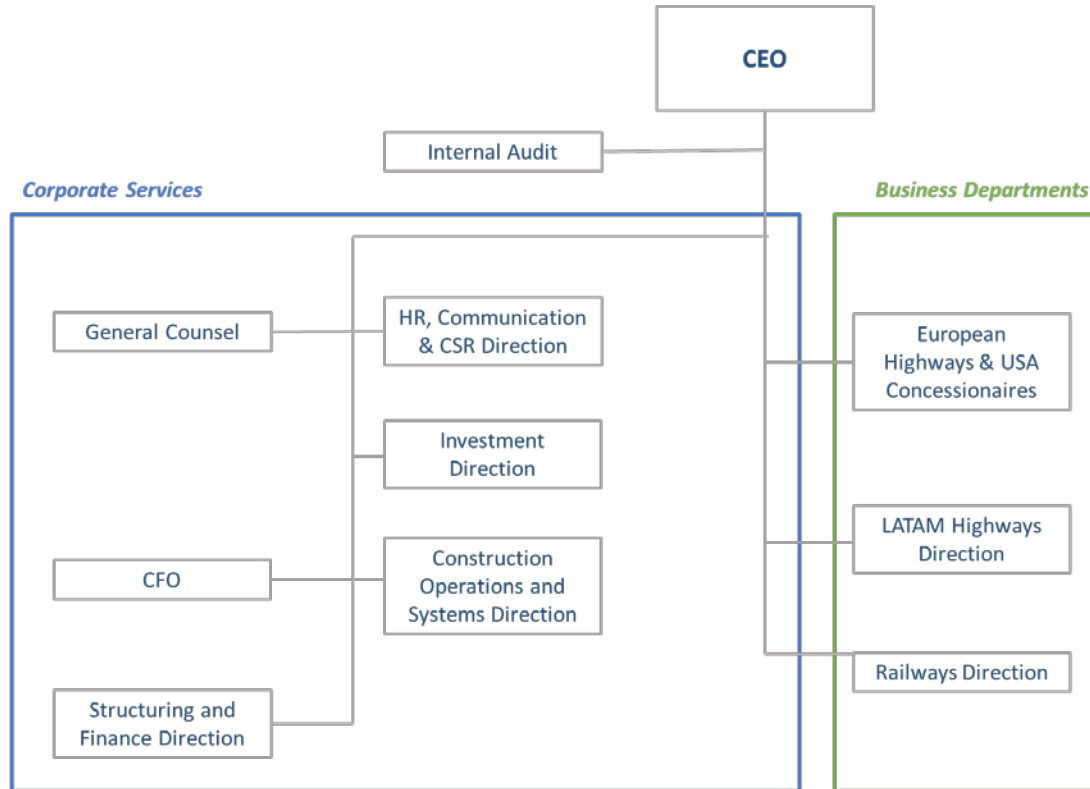 CEO
Internal Audit
Corporate Services
Business Departments
General Counsel
HR, Communication
& CSR Direction
European
Highways & USA
Concessionaires
Investment
Direction
LATAM Highways
Direction
CFO
Construction
Operations and
Systems Direction
Railways Direction
Structuring and
Finance Direction